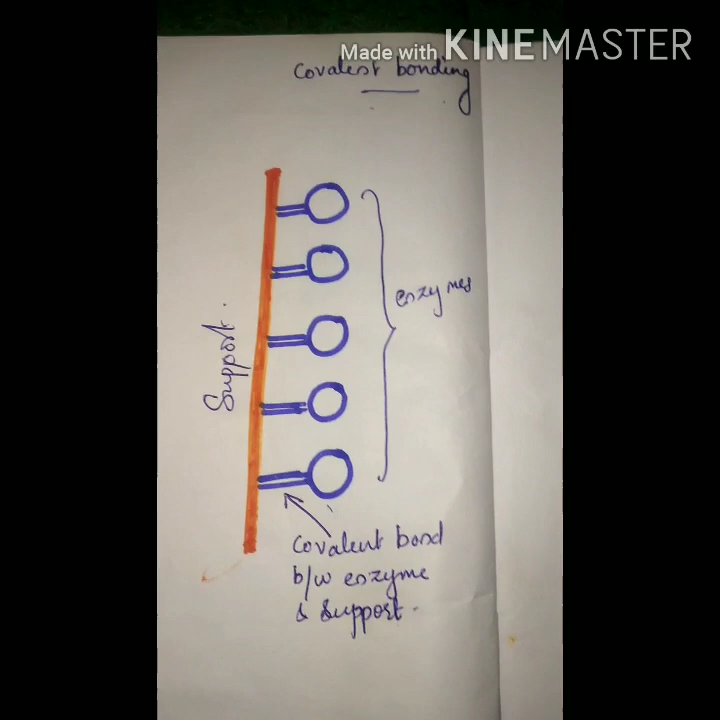 Made with KINEMASTER
Covalent bonding
enzymes
Support.
Covalent bond
b/w enzyme
& Support.